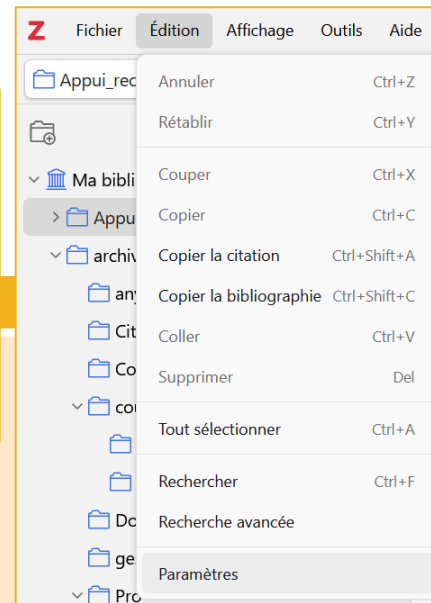 Z Fichier Édition Affichage Outils Aide
Appui_rec
Annuler Ctrl+Z
Rétablir Ctrl+Y
Ma bibli
Couper Ctrl+X
Appu
Copier Ctrl+C
archiv
Copier la citation Ctrl+Shift+A
any
Copier la bibliographie Ctrl+Shift+C
Cit
Coller Ctrl+V
Co
Supprimer Del
cou
Tout sélectionner Ctrl+A
Rechercher Ctrl+F
Do
Recherche avancée
ge
Paramètres
Pro